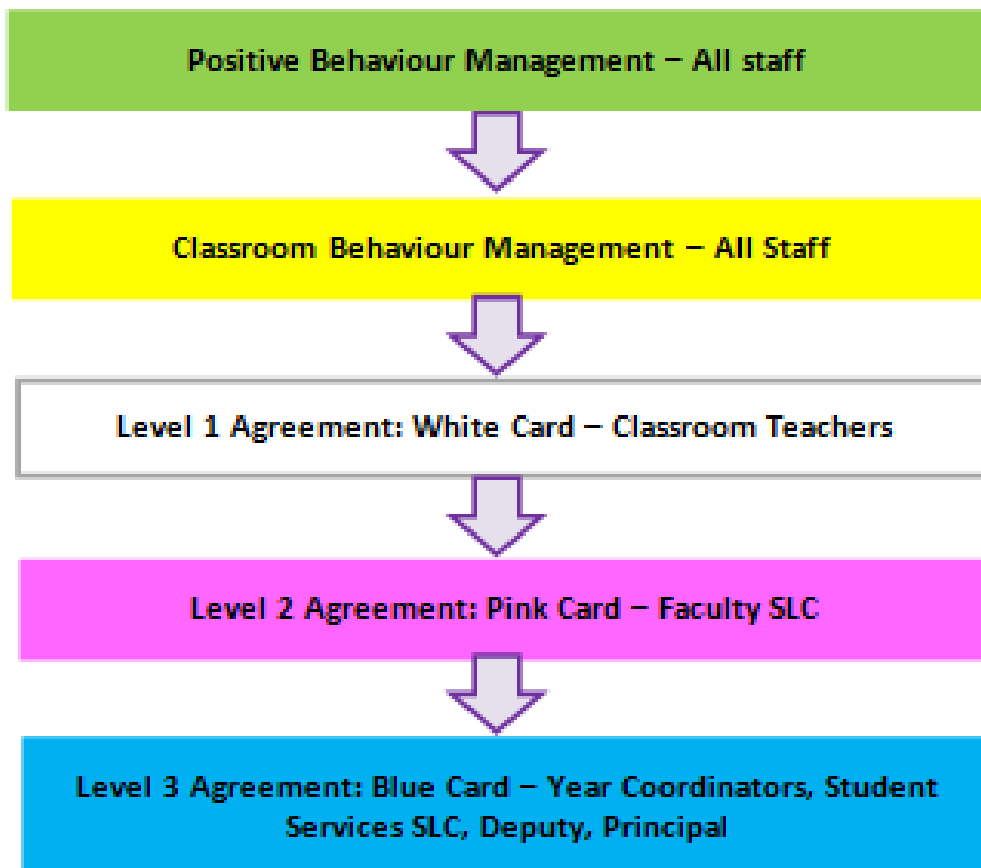 Positive Behaviour Management – All staff
Classroom Behaviour Management – All Staff
Level 1 Agreement: White Card – Classroom Teachers
Level 2 Agreement: Pink Card – Faculty SLC
Level 3 Agreement: Blue Card – Year Coordinators, Student
Services SLC, Deputy, Principal